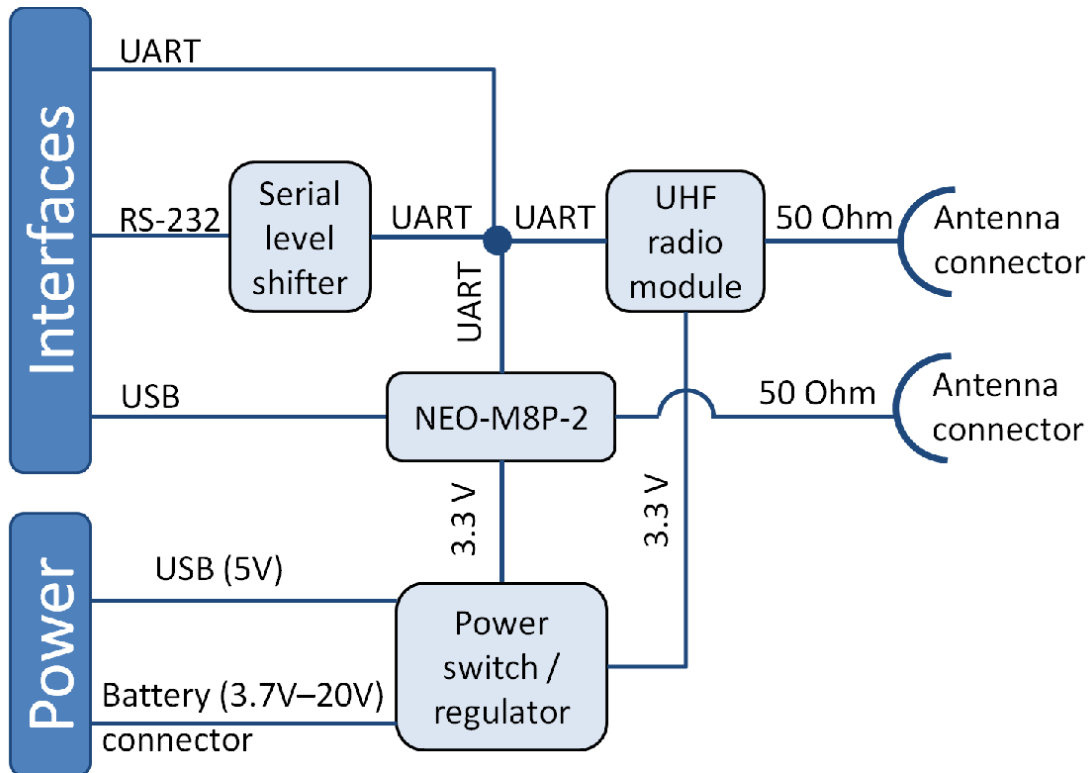 Interfaces
UART
RS-232
Serial
level
shifter
UART
UART
UHF
radio
module
50 Ohm
Antenna
connector
UART
USB
NEO-M8P-2
50 Ohm
Antenna
connector
3.3 V
3.3 V
Power
USB (5V)
Power
switch /
regulator
Battery (3.7V–20V)
connector